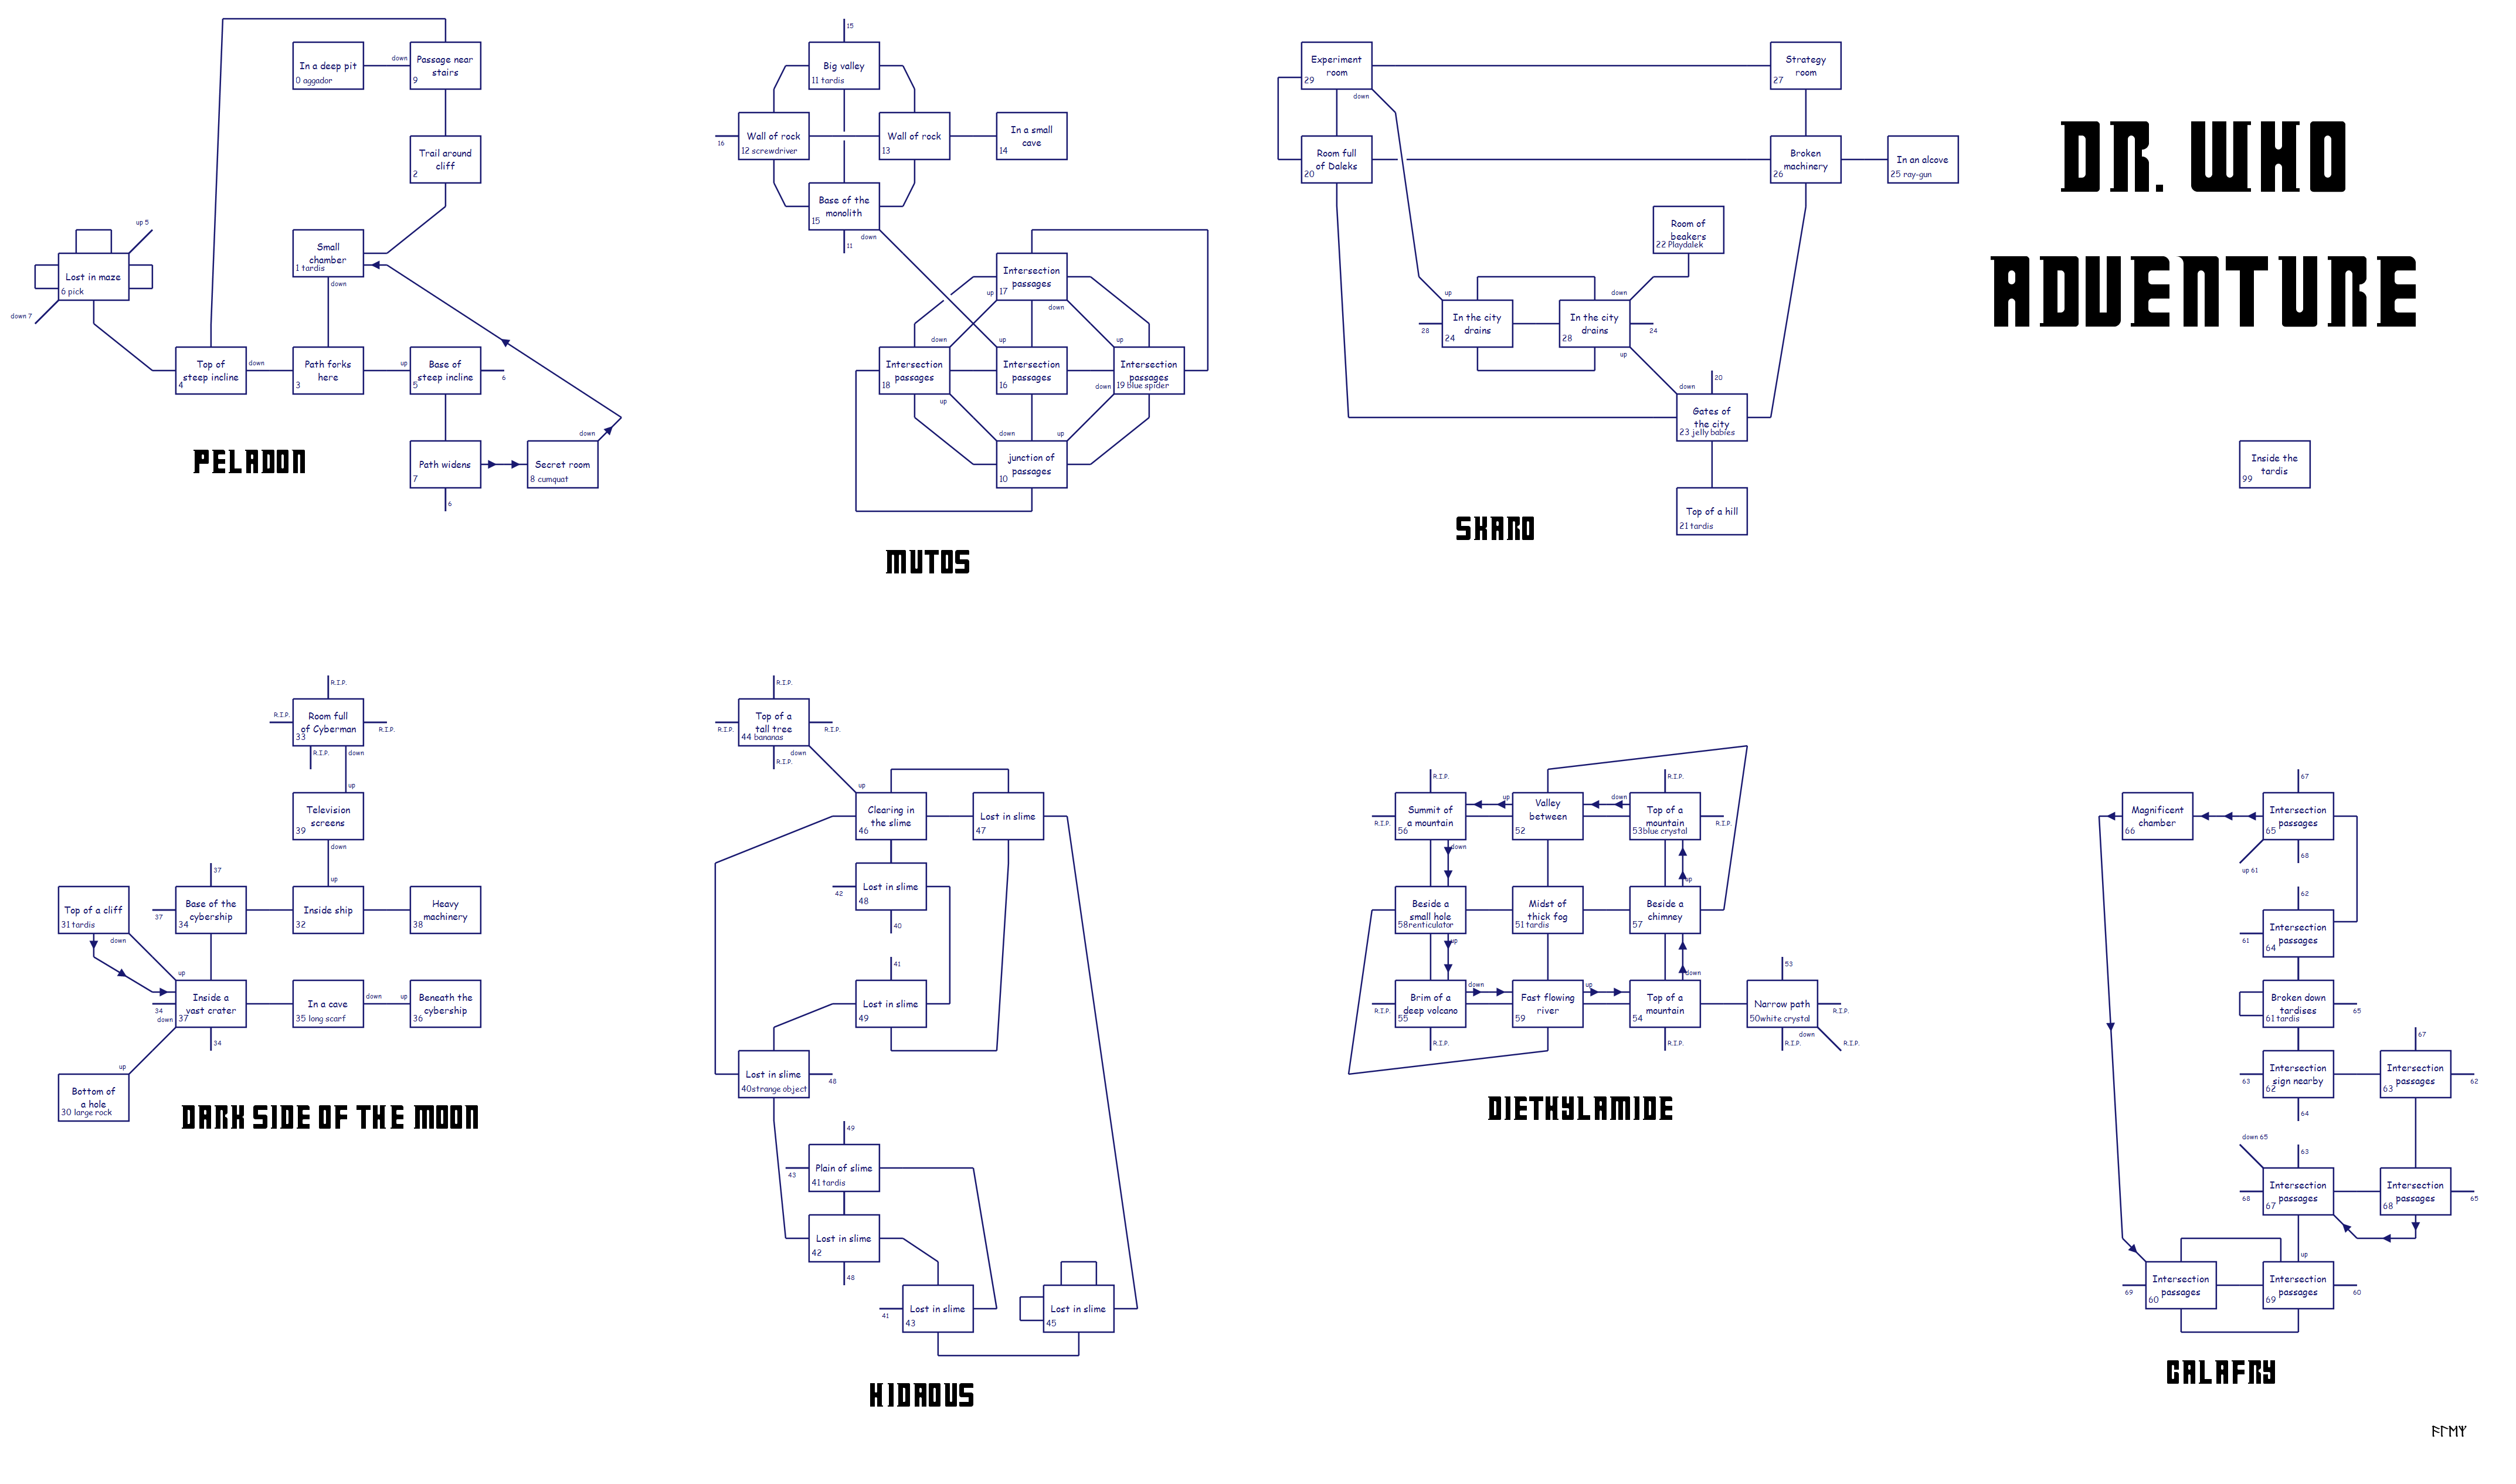 DR. WHO
ADVENTURE
In a deep pit
0 aggador
down
Passage near
stairs
9
Trail around
cliff
2
up 5
Lost in maze
6 pick
down 7
Small
chamber
1 tardis
down
Top of
steep incline
4
down
Path forks
here
3
up
Base of
steep incline
5
6
Path widens
7
6
down
Secret room
8 cumquat
PELADON
15
Big valley
11 tardis
16
Wall of rock
12 screwdriver
Wall of rock
13
In a small
cave
14
Base of the
monolith
15
down
11
Intersection
passages
17
up
down
down
Intersection
passages
18
up
up
Intersection
passages
16
up
Intersection
passages
19 blue spider
down
down
up
junction of
passages
10
MUTOS
Experiment
room
29
down
Strategy
room
27
Room full
of Daleks
20
Broken
machinery
26
In an alcove
25 ray-gun
Room of
beakers
22 Playdalek
up
In the city
drains
24
28
down
In the city
drains
28
24
up
down
20
Gates of
the city
23 jelly babies
Top of a hill
21 tardis
SKARO
Inside the
tardis
99
R.I.P.
R.I.P.
Room full
of Cyberman
33
R.I.P.
R.I.P.
down
up
Television
screens
39
down
up
Top of a cliff
31 tardis
down
37
37
Base of the
cybership
34
Inside ship
32
Heavy
machinery
38
up
34
down
Inside a
vast crater
37
34
In a cave
35 long scarf
down
up
Beneath the
cybership
36
up
Bottom of
a hole
30 large rock
DARK SIDE OF THE MOON
R.I.P.
R.I.P.
Top of a
tall tree
44 bananas
R.I.P.
down
R.I.P.
up
Clearing in
the slime
46
Lost in slime
47
42
Lost in slime
48
40
41
Lost in slime
49
Lost in slime
40 strange object
48
49
43
Plain of slime
41 tardis
Lost in slime
42
48
41
Lost in slime
43
Lost in slime
45
HIDAOUS
R.I.P.
R.I.P.
Summit of
a mountain
56
up
Valley
between
52
down
R.I.P.
Top of a
mountain
53 blue crystal
R.I.P.
down
Beside a
small hole
58 renticulator
Midst of
thick fog
51 tardis
up
Beside a
chimney
57
up
R.I.P.
Brim of a
deep volcano
55
R.I.P.
down
Fast flowing
river
59
up
down
Top of a
mountain
54
R.I.P.
53
Narrow path
50 white crystal
R.I.P.
down
R.I.P.
R.I.P.
DIETHYLAMIDE
Magnificent
chamber
66
67
Intersection
passages
65
68
up 61
62
61
Intersection
passages
64
Broken down
tardises
61 tardis
65
63
Intersection
sign nearby
62
64
67
Intersection
passages
63
62
down 65
63
68
Intersection
passages
67
Intersection
passages
68
65
up
69
Intersection
passages
60
Intersection
passages
69
60
GALAFRY
ᚨᛚᛖᛉ